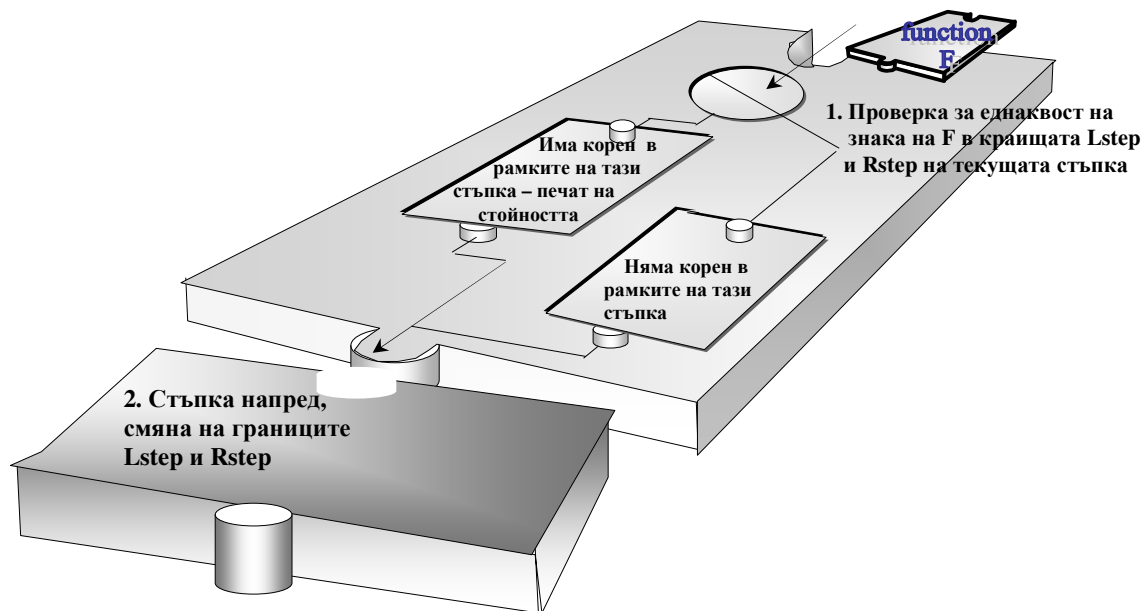 function
F
1. Проверка за еднаквост на
знака на F в краищата Lstep
и Rstep на текущата стъпка
Има корен в
рамките на тази
стъпка – печат на
стойността
Няма корен в
рамките на тази
стъпка
2. Стъпка напред,
смяна на границите
Lstep и Rstep